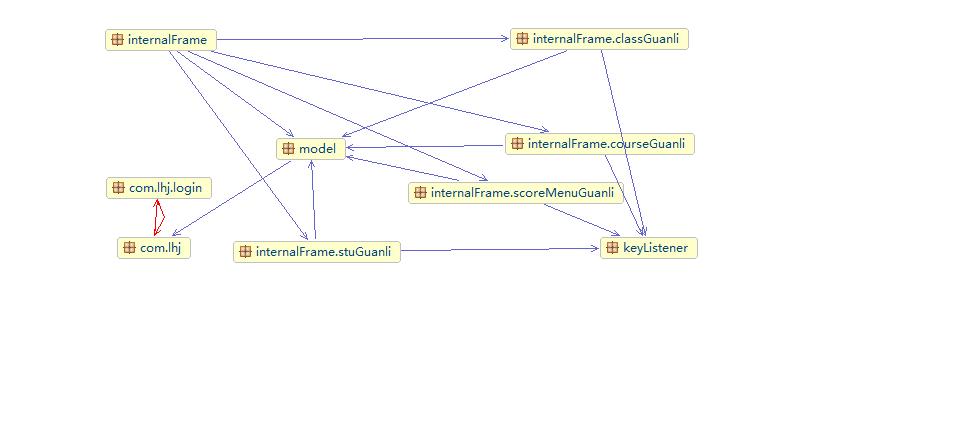 internalFrame
internalFrame.classGuanli
model
internalFrame.courseGuanli
com.lhj.login
internalFrame.scoreMenuGuanli
com.lhj
internalFrame.stuGuanli
keyListener